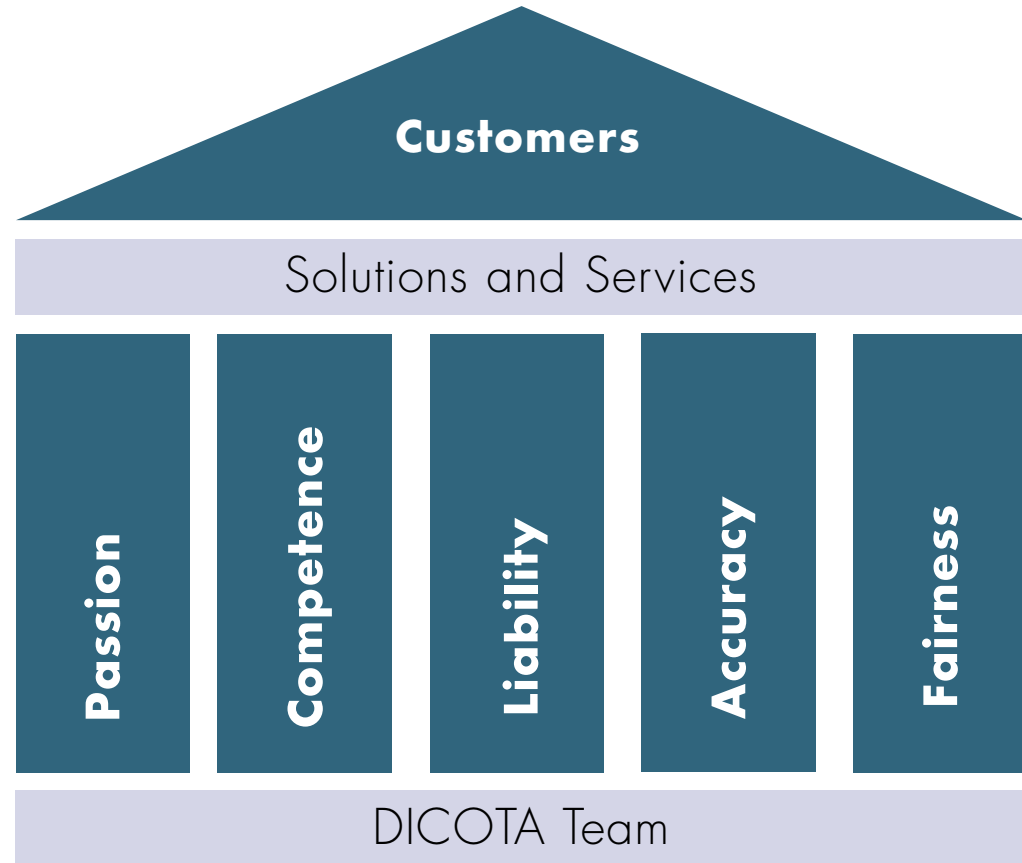 Customers
Solutions and Services
Passion
Competence
Liability
Accuracy
Fairness
DICOTA Team